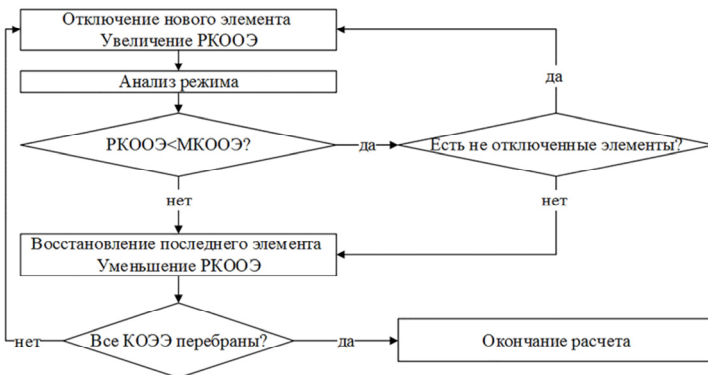 Отключение нового элемента
Увеличение РКООЭ
да
Анализ режима
РКООЭ<МКООЭ?
да
Есть не отключенные элементы?
нет
нет
Восстановление последнего элемента
Уменьшение РКООЭ
нет
Все КОЭЭ перебраны?
да
Окончание расчета